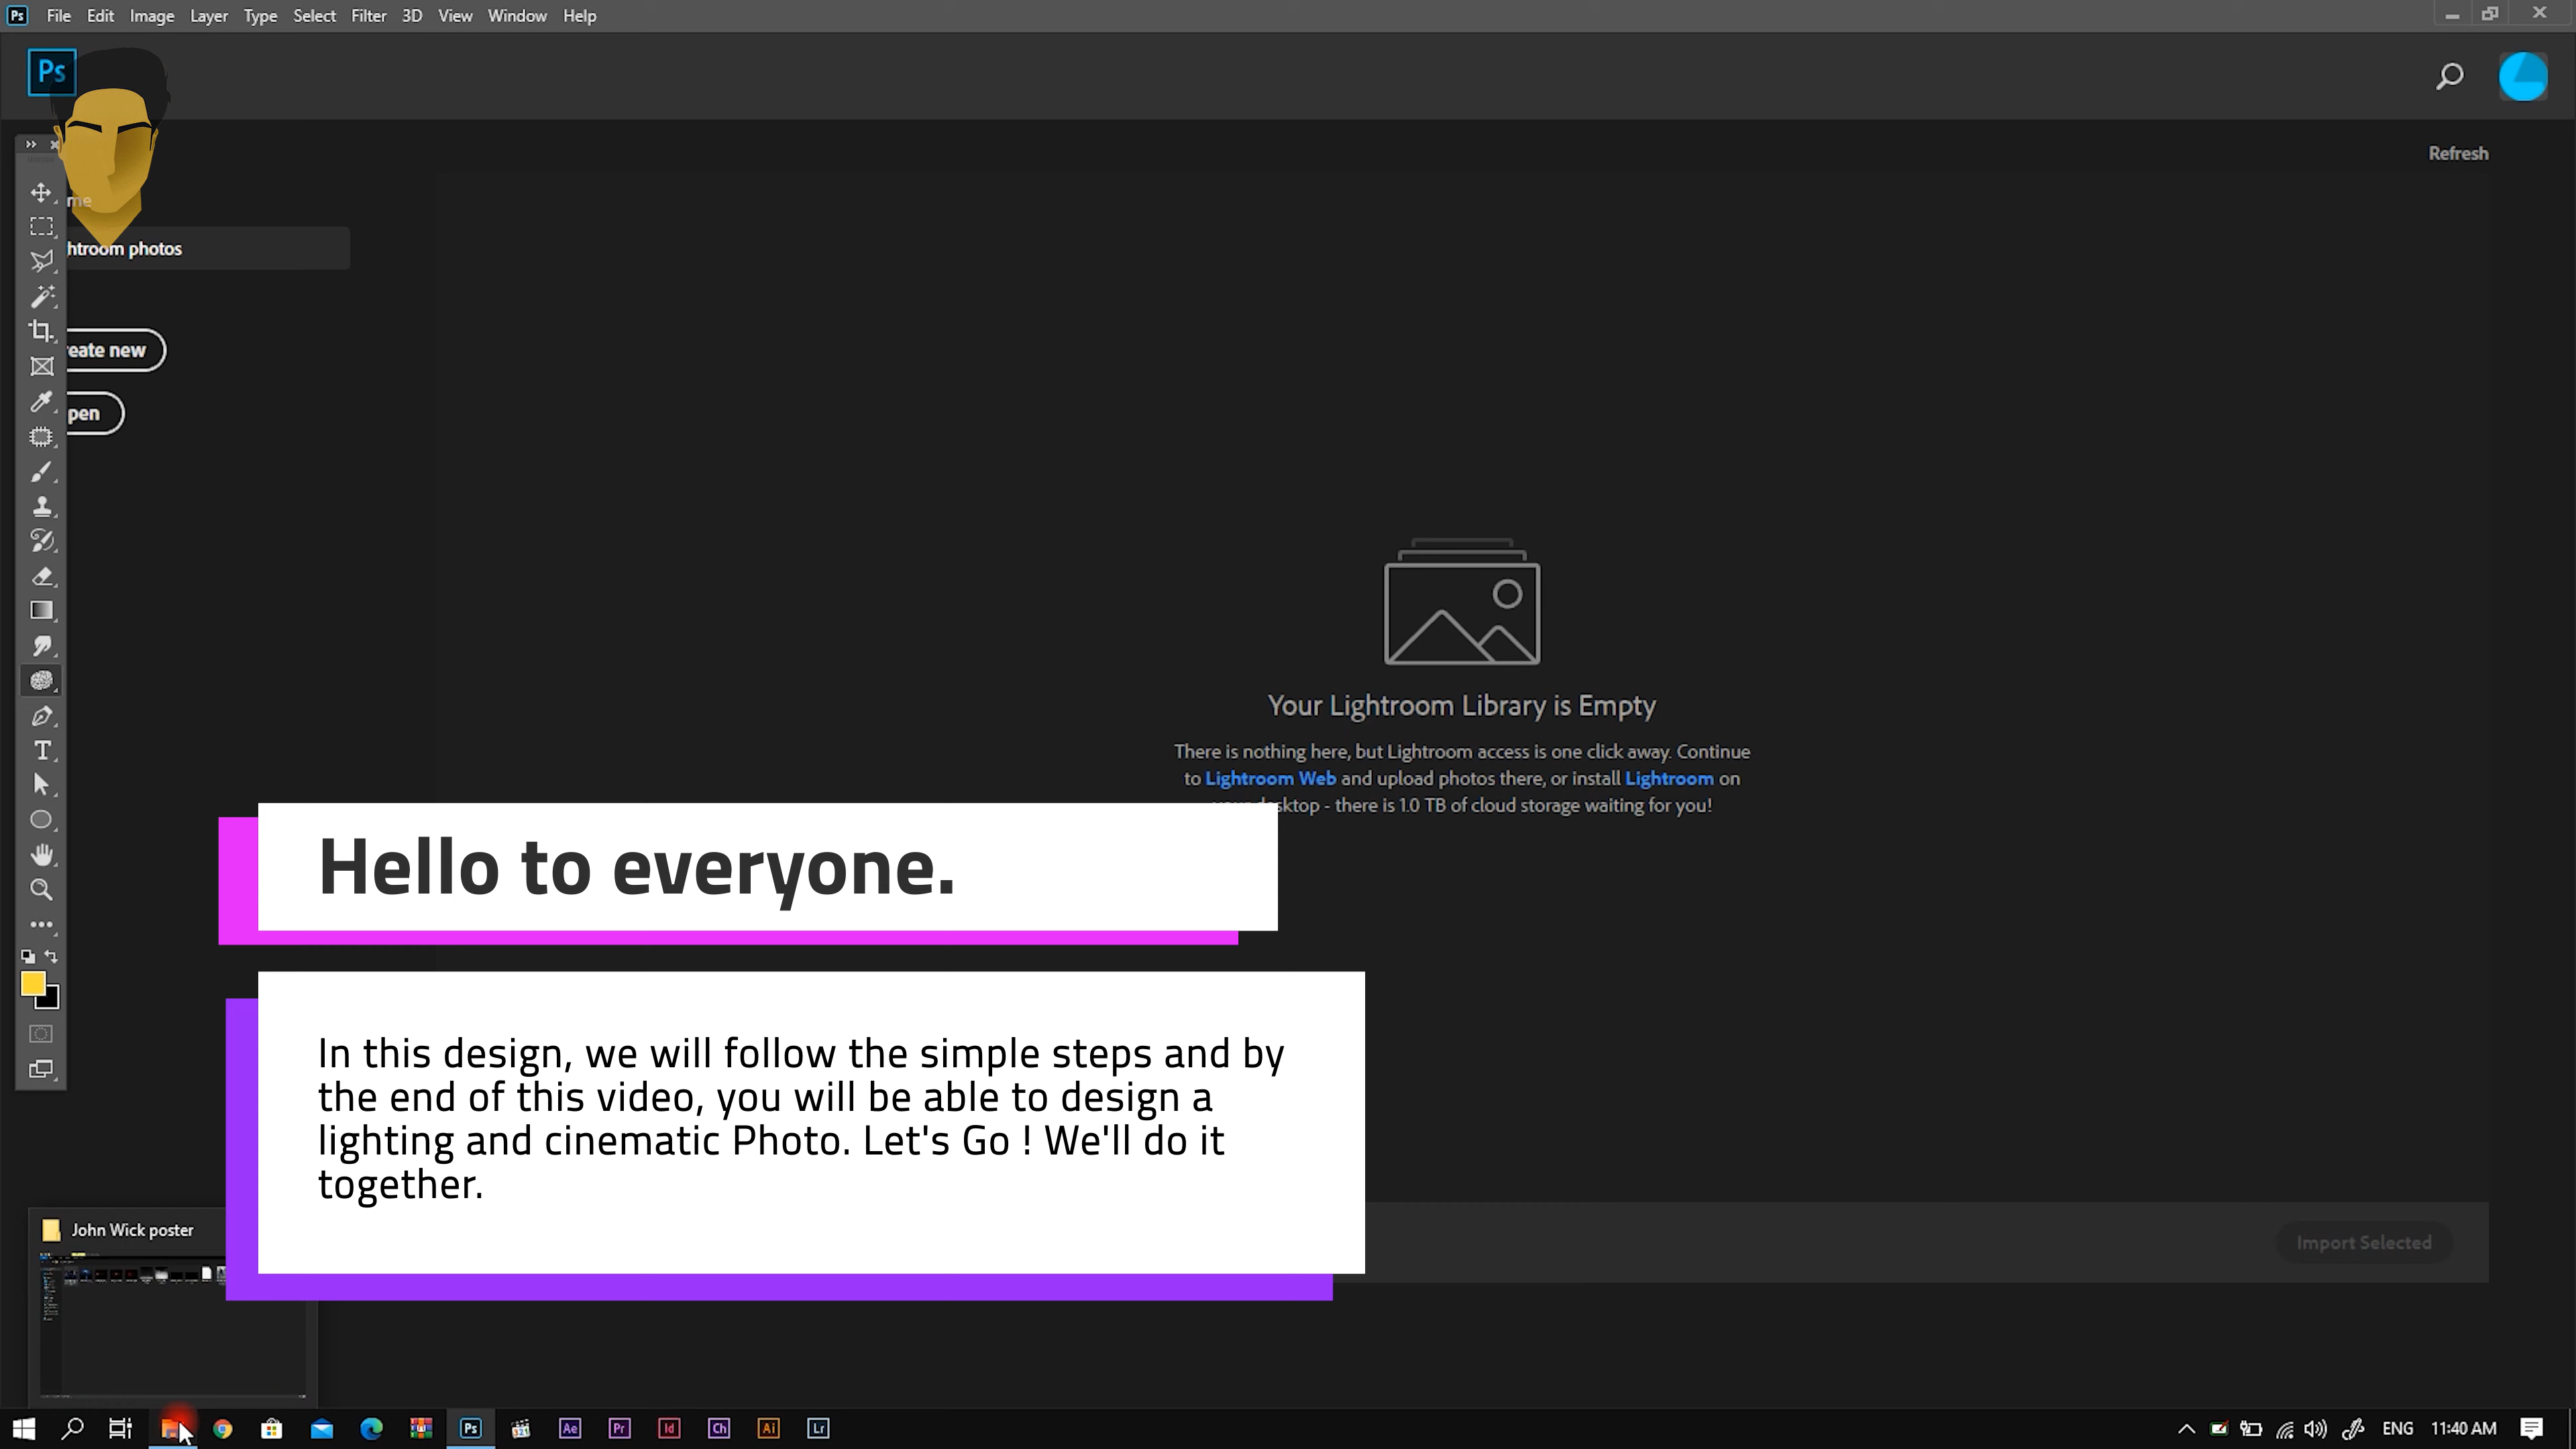 Ps File Edit Image Layer Type Select Filter 3D View Window Help
Ps
Refresh
me
htroom photos
eate new
pen
Your Lightroom Library is Empty
There is nothing here, but Lightroom access is one click away. Continue
to Lightroom Web and upload photos there, or install Lightroom on
desktop - there is 1.0 TB of cloud storage waiting for you!
Hello to everyone.
In this design, we will follow the simple steps and by
the end of this video, you will be able to design a
lighting and cinematic Photo. Let's Go ! We'll do it
together.
John Wick poster
Import Selected
Ps 321 Ae Pr Id Ch Ai Lr ENG 11:40 AM